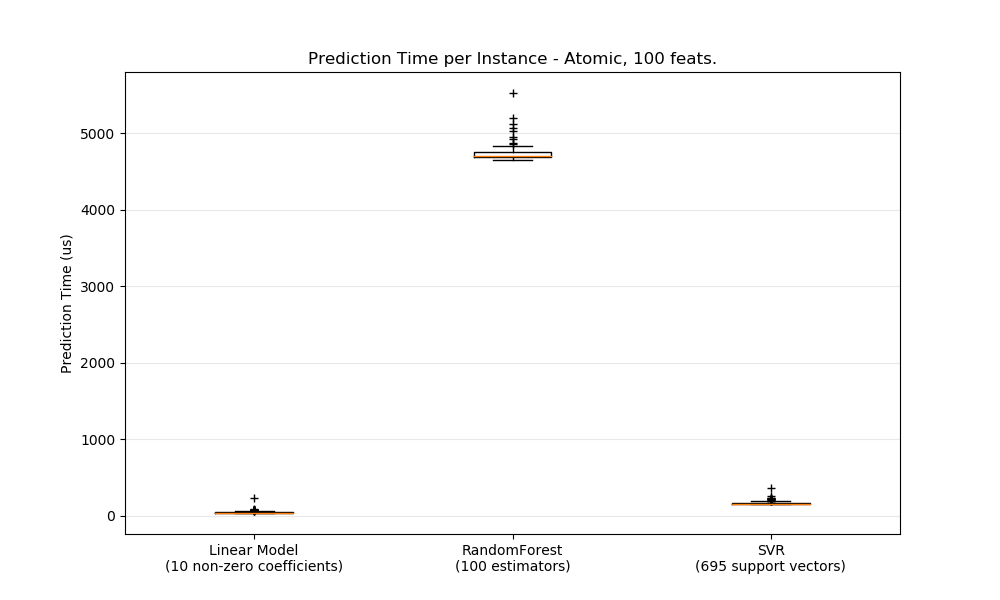 Prediction Time per Instance - Atomic, 100 feats.
Prediction Time (us)
5000
4000
3000
2000
1000
0
Linear Model
(10 non-zero coefficients)
RandomForest
(100 estimators)
SVR
(695 support vectors)